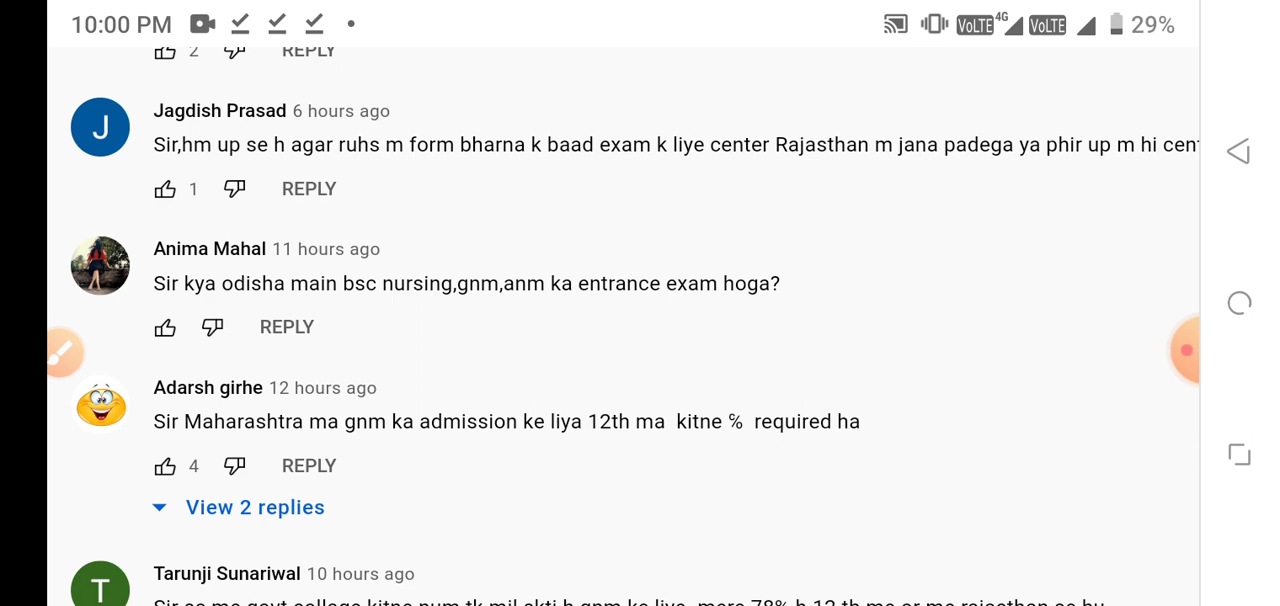 10:00 PM
4G
VoLTE VoLTE 29%
2 REPLY
J
Jagdish Prasad 6 hours ago
Sir,hm up se h agar ruhs m form bharna k baad exam k liye center Rajasthan m jana padega ya phir up m hi
1 REPLY
Anima Mahal 11 hours ago
Sir kya odisha main bsc nursing,gnm,anm ka entrance exam hoga?
REPLY
Adarsh girhe 12 hours ago
Sir Maharashtra ma gnm ka admission ke liya 12th ma kitne ℅ required ha
4 REPLY
View 2 replies
T
Tarunji Sunariwal 10 hours ago